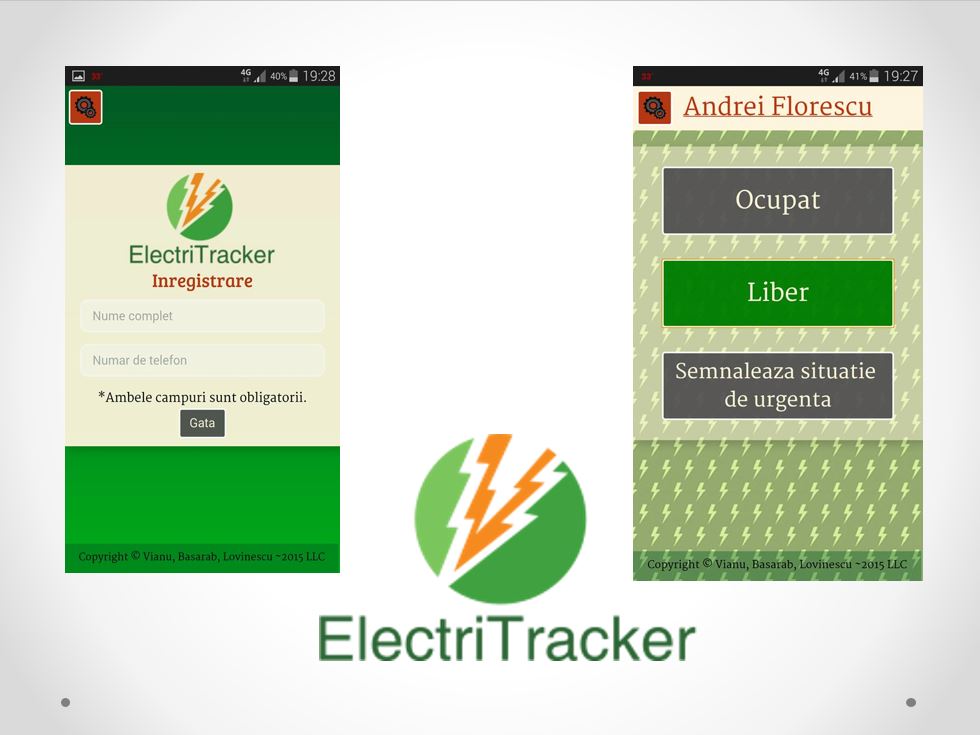 33'
4G
40%
19:28
ElectriTracker
Inregistrare
Nume complet
Numar de telefon
*Ambele campuri sunt obligatorii.
Gata
Copyright © Vianu, Basarab, Lovinescu ~2015 LLC
33'
4G
41%
19:27
Andrei Florescu
Ocupat
Liber
Semnaleaza situatie
de urgenta
Copyright © Vianu, Basarab, Lovinescu ~2015 LLC
ElectriTracker